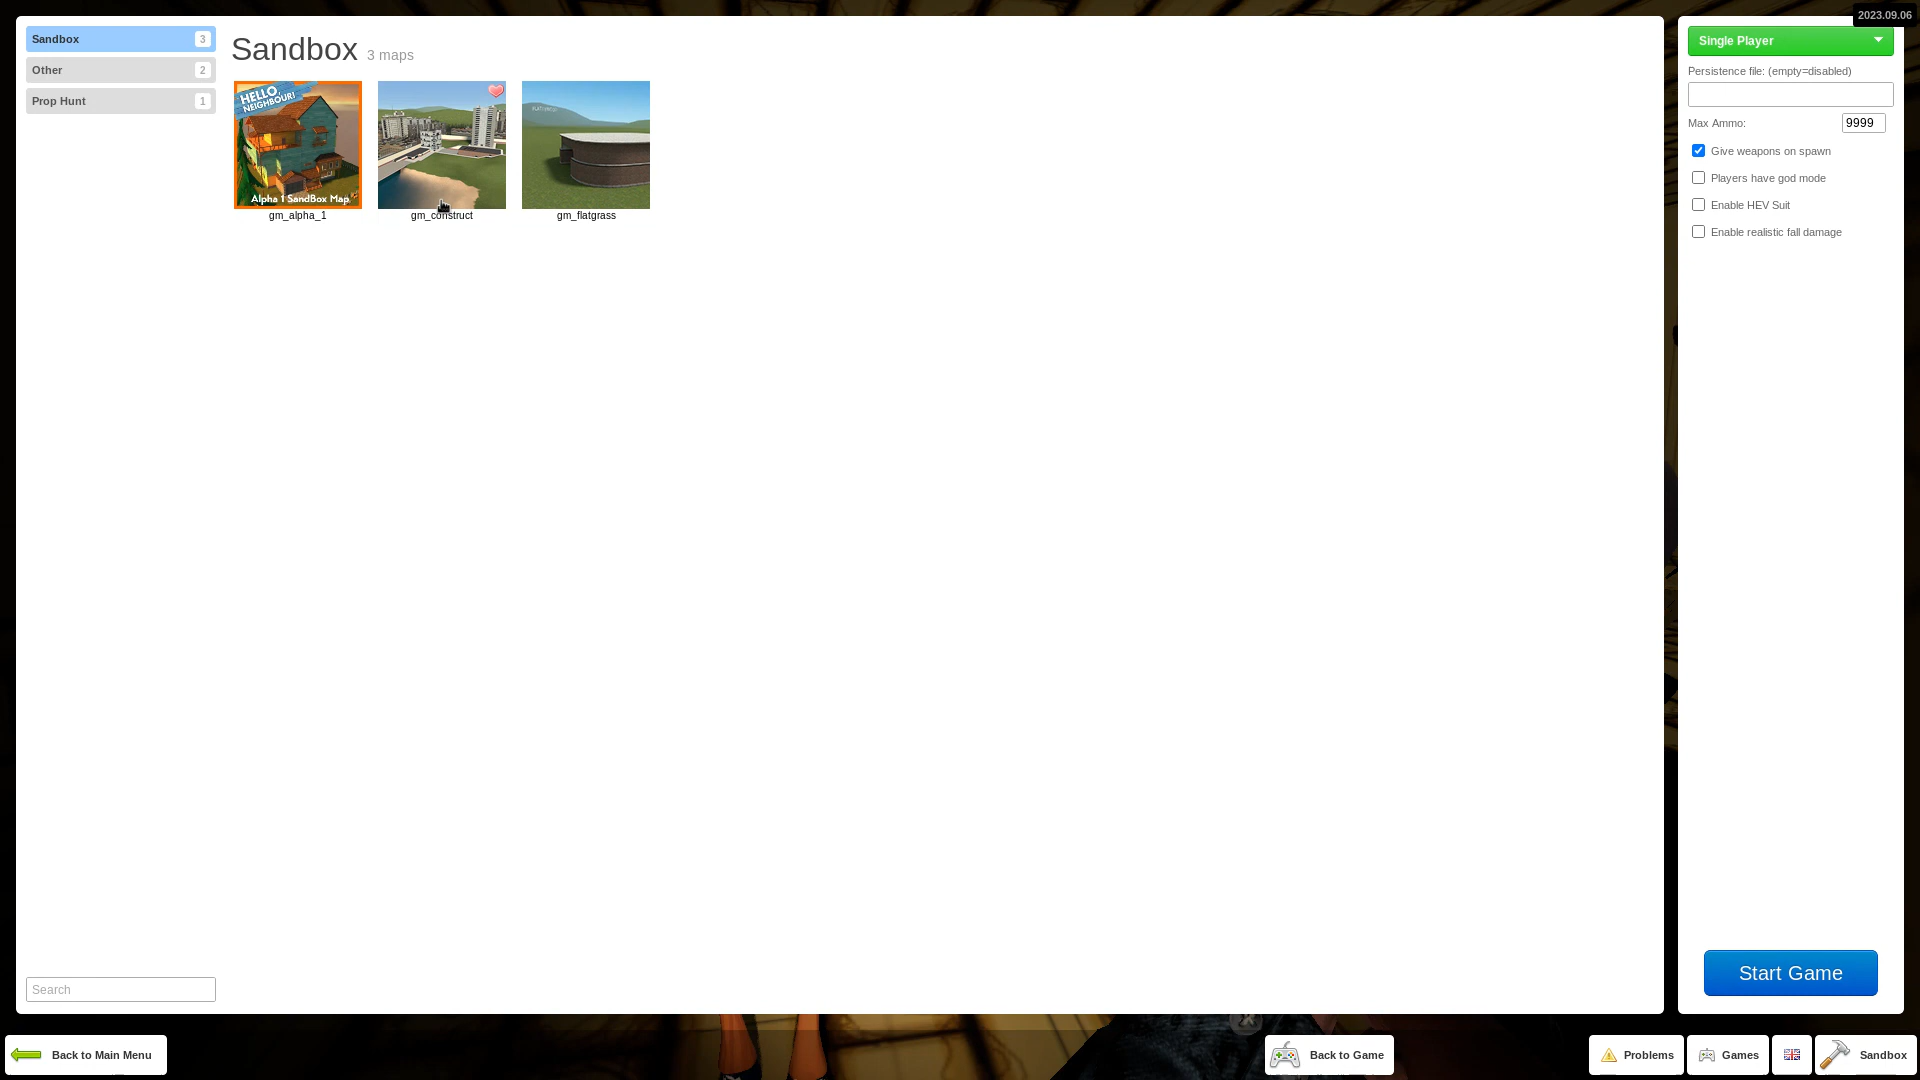 2023.09.06
Sandbox 3
Other 2
Prop Hunt 1
Sandbox 3 maps
HELLO
NEIGHBOUR!
Alpha 1 SandBox Map
gm_alpha_1
gm_construct
gm_flatgrass
Search
Single Player
Persistence file: (empty=disabled)
Max Ammo: 9999
Give weapons on spawn
Players have god mode
Enable HEV Suit
Enable realistic fall damage
Start Game
Back to Main Menu
Back to Game
Problems
Games
Sandbox